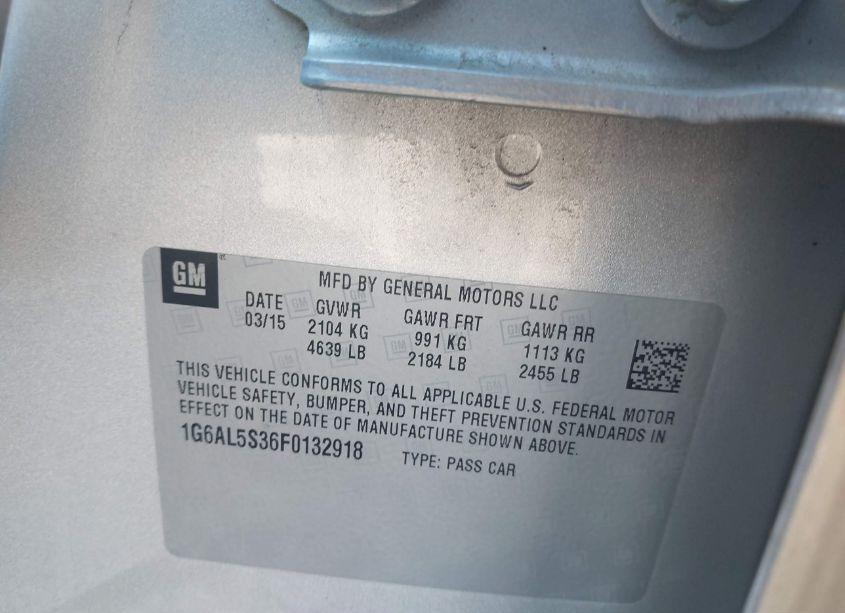 GM
MFD BY GENERAL MOTORS LLC
DATE GVWR GAWR FRT GAWR RR
03/15 2104 KG 991 KG 1113 KG
4639 LB 2184 LB 2455 LB
THIS VEHICLE CONFORMS TO ALL APPLICABLE U.S. FEDERAL MOTOR
VEHICLE SAFETY, BUMPER, AND THEFT PREVENTION STANDARDS IN
EFFECT ON THE DATE OF MANUFACTURE SHOWN ABOVE.
1G6AL5S36F0132918 TYPE: PASS CAR